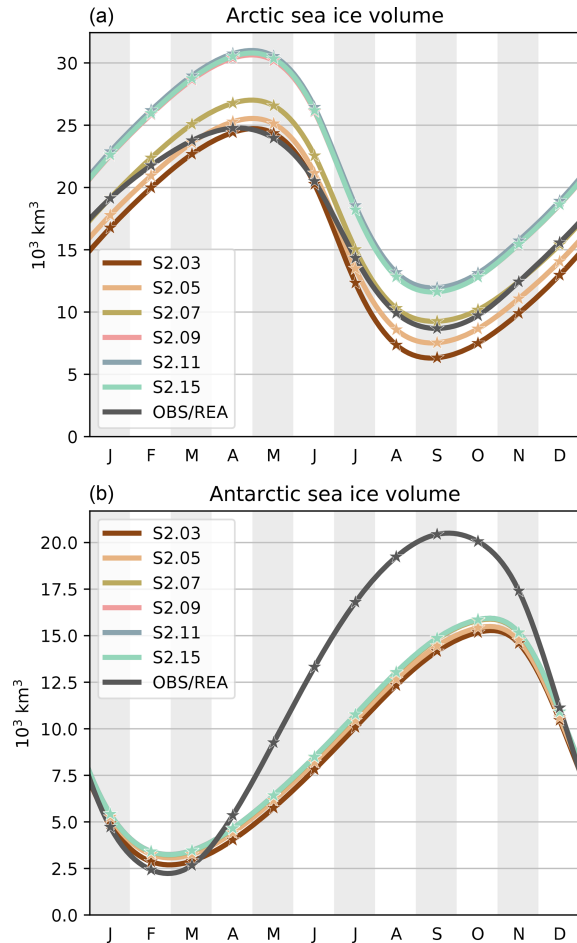 (a) Arctic sea ice volume
30
25
20
15
10
5
0
10³ km³
S2.03
S2.05
S2.07
S2.09
S2.11
S2.15
OBS/REA
J F M A M J J A S O N D
(b) Antarctic sea ice volume
20.0
17.5
15.0
12.5
10.0
7.5
5.0
2.5
0.0
10³ km³
S2.03
S2.05
S2.07
S2.09
S2.11
S2.15
OBS/REA
J F M A M J J A S O N D